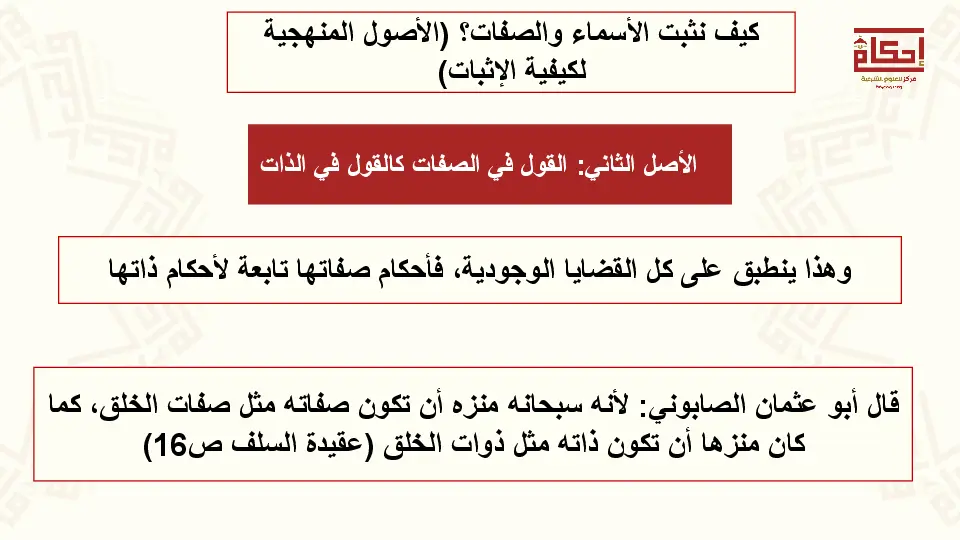 كيف نثبت الأسماء والصفات؟ (الأصول المنهجية
لكيفية الإثبات)
إحكام
مركز للعلوم الشرعية
الأصل الثاني: القول في الصفات كالقول في الذات
وهذا ينطبق على كل القضايا الوجودية، فأحكام صفاتها تابعة لأحكام ذاتها
قال أبو عثمان الصابوني: لأنه سبحانه منزه أن تكون صفاته مثل صفات الخلق، كما
كان منزها أن تكون ذاته مثل ذوات الخلق (عقيدة السلف ص16)